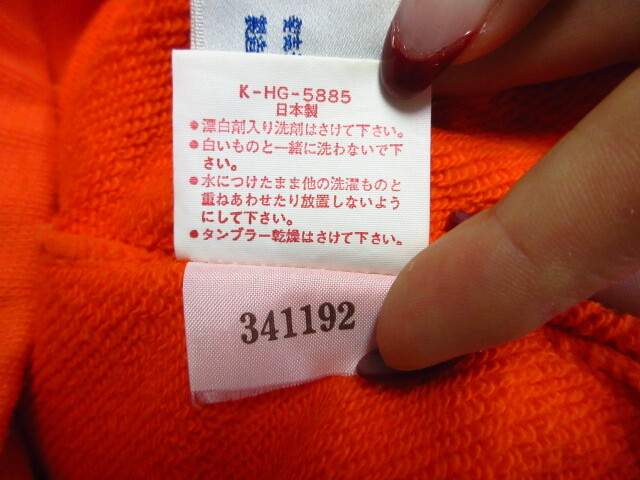 K-HG-5885
日本製
●漂白剤入り洗剤はさけて下さい。
●白いものと一緒に洗わないで下
さい。
●水につけたまま他の洗濯ものと
重ねあわせたり放置しないよう
にして下さい。
●タンブラー乾燥はさけて下さい。
341192